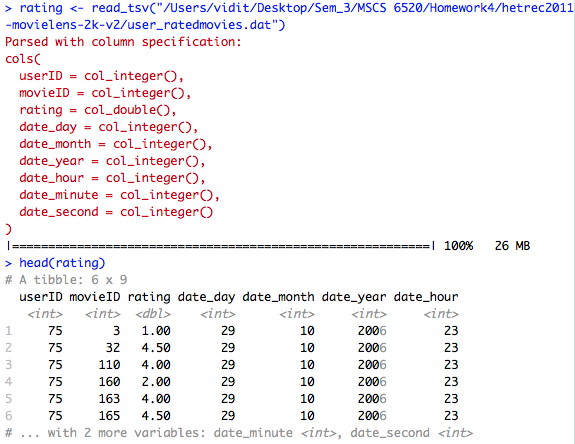 > rating <- read_tsv("/Users/vidit/Desktop/Sem_3/MSCS 6520/Homework4/hetrec2011
-movielens-2k-v2/user_ratedmovies.dat")
Parsed with column specification:
cols(
  userID = col_integer(),
  movieID = col_integer(),
  rating = col_double(),
  date_day = col_integer(),
  date_month = col_integer(),
  date_year = col_integer(),
  date_hour = col_integer(),
  date_minute = col_integer(),
  date_second = col_integer()
)
|==========================================================| 100%   26 MB
> head(rating)
# A tibble: 6 x 9
  userID movieID rating date_day date_month date_year date_hour
   <int>   <int>  <dbl>    <int>      <int>     <int>     <int>
1     75       3   1.00       29         10      2006        23
2     75      32   4.50       29         10      2006        23
3     75     110   4.00       29         10      2006        23
4     75     160   2.00       29         10      2006        23
5     75     163   4.00       29         10      2006        23
6     75     165   4.50       29         10      2006        23
# ... with 2 more variables: date_minute <int>, date_second <int>